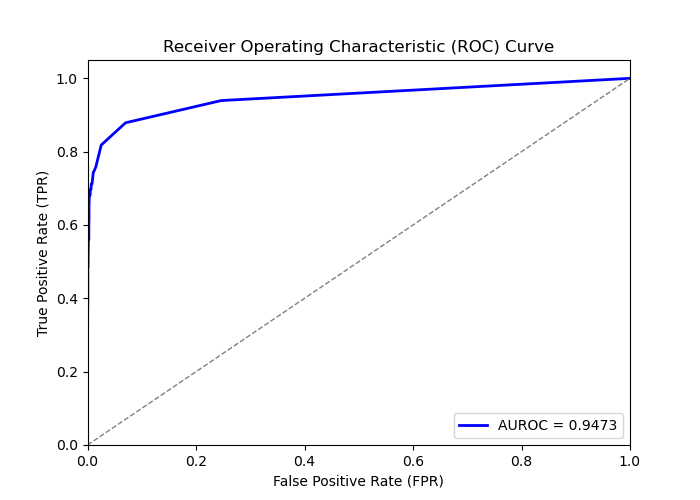 Receiver Operating Characteristic (ROC) Curve
1.0
0.8
0.6
0.4
0.2
0.0
True Positive Rate (TPR)
AUROC = 0.9473
0.0 0.2 0.4 0.6 0.8 1.0
False Positive Rate (FPR)